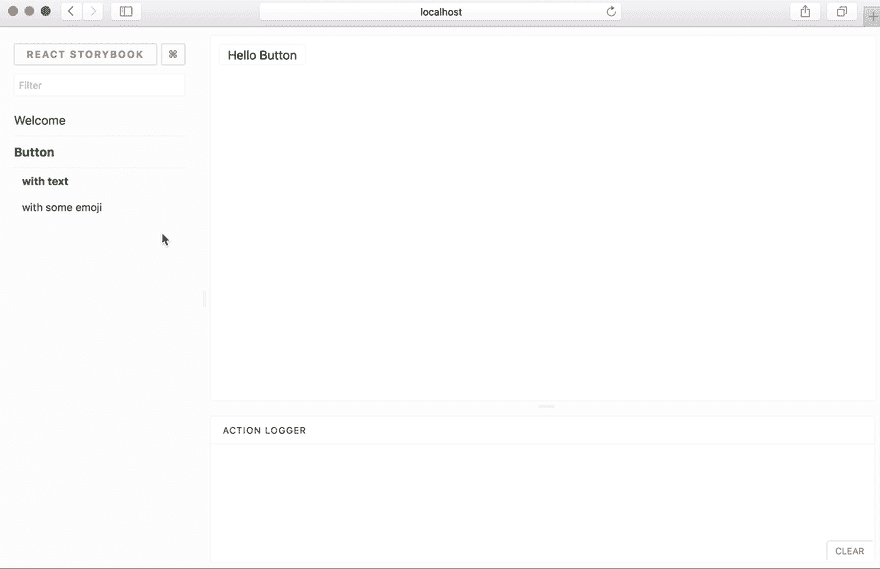 localhost
REACT STORYBOOK ⌘
Filter
Welcome
Button
with text
with some emoji
Hello Button
ACTION LOGGER
CLEAR